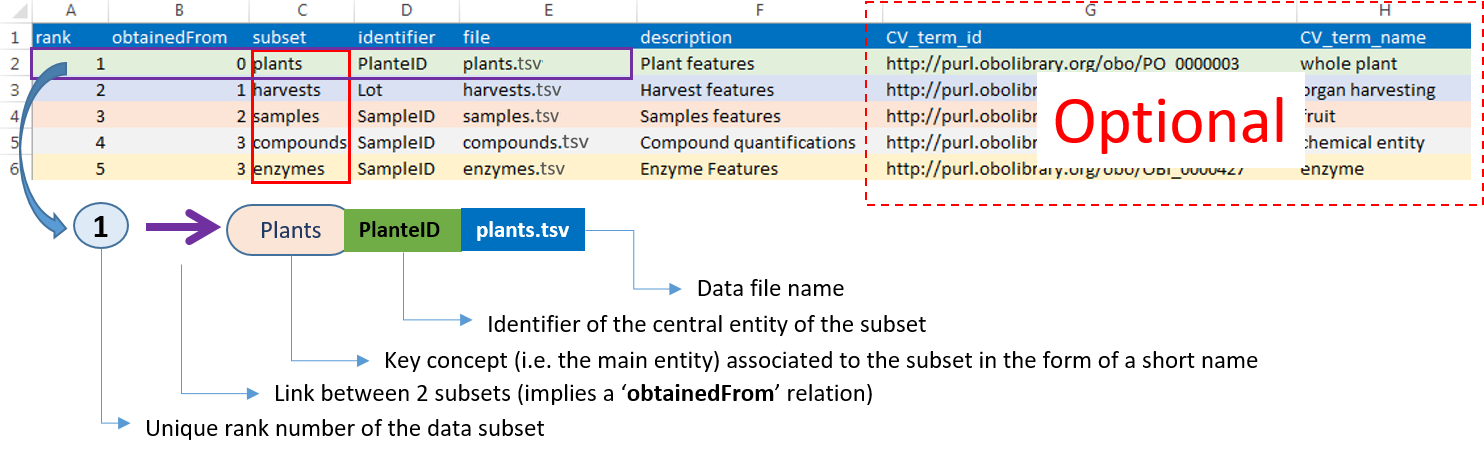 A B C D E F G H
1 rank obtainedFrom subset identifier file description CV_term_id CV_term_name
2 1 0 plants PlanteID plants.tsv Plant features http://purl.obolibrary.org/obo/PO_0000003 whole plant
3 2 1 harvests Lot harvests.tsv Harvest features http://purl.obolibr organ harvesting
4 3 2 samples SampleID samples.tsv Samples features http://purl.obolibr fruit
5 4 3 compounds SampleID compounds.tsv Compound quantifications http://purl.obolibr chemical entity
6 5 3 enzymes SampleID enzymes.tsv Enzyme Features http://purl.obolibrary.org/obo/OBI_0000427 enzyme
Optional
1 Plants PlanteID plants.tsv
Data file name
Identifier of the central entity of the subset
Key concept (i.e. the main entity) associated to the subset in the form of a short name
Link between 2 subsets (implies a ‘obtainedFrom’ relation)
Unique rank number of the data subset